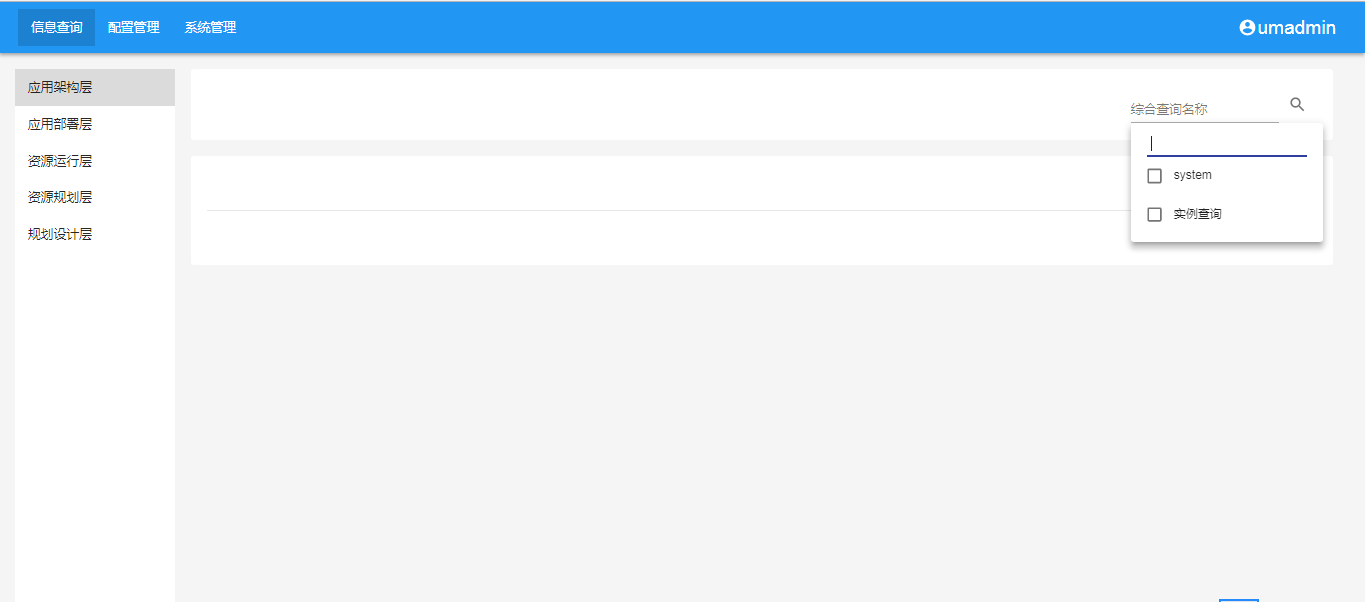 信息查询 配置管理 系统管理 umadmin
应用架构层
应用部署层
资源运行层
资源规划层
规划设计层
综合查询名称
system
实例查询